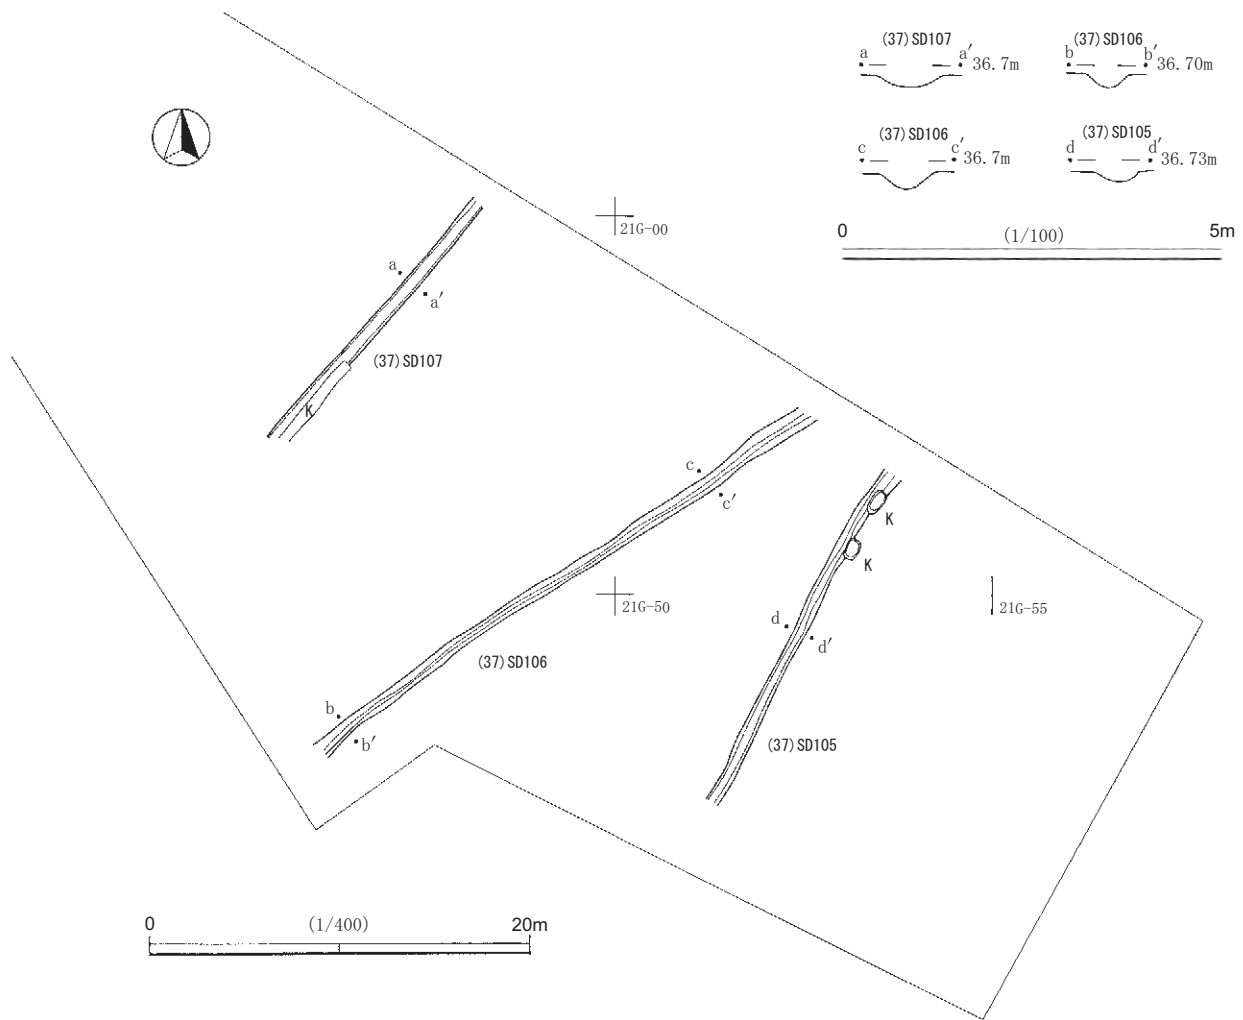 (37)SD107
a a′ 36.7m
(37)SD106
b b′ 36.70m
(37)SD106
c c′ 36.7m
(37)SD105
d d′ 36.73m
0 (1/100) 5m
21G-00
a
a′
(37)SD107
K
c
c′
K
K
21G-50
21G-55
d
d′
(37)SD106
b
b′
(37)SD105
0 (1/400) 20m